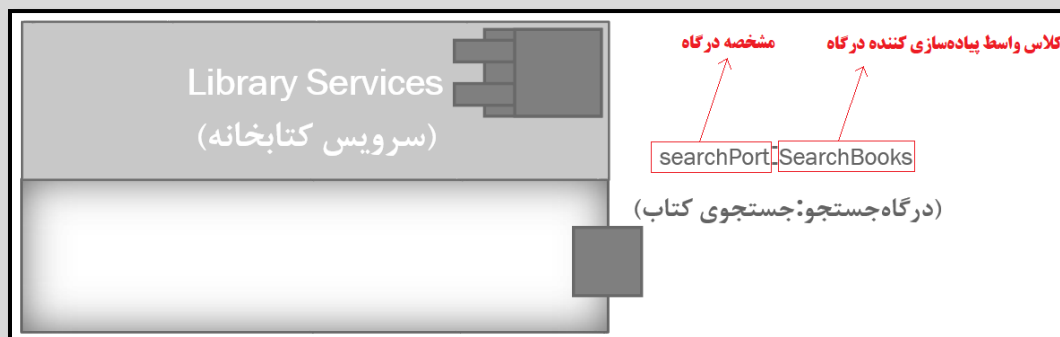 Library Services
(سرویس کتابخانه)
مشخصه درگاه
کلاس واسط پیاده‌سازی کننده درگاه
searchPort:SearchBooks
(درگاه‌جستجو:جستجوی کتاب)